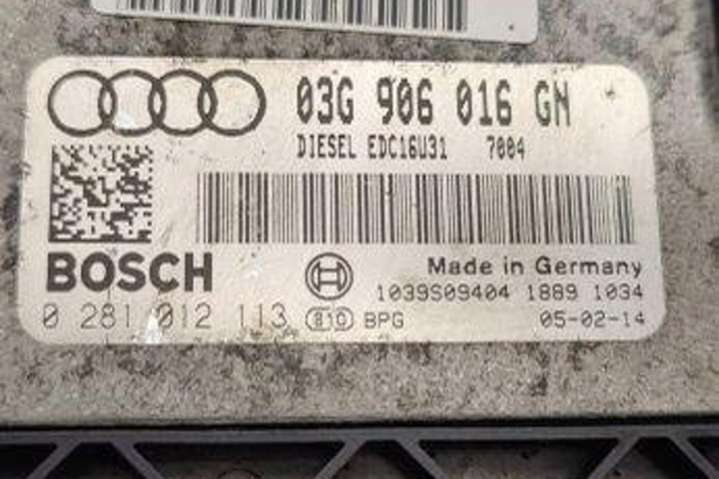 03G 906 016 GN
DIESEL EDC16U31 7004
BOSCH
Made in Germany
1039S09404 1889 1034
0 281 012 113 810 BPG 05-02-14